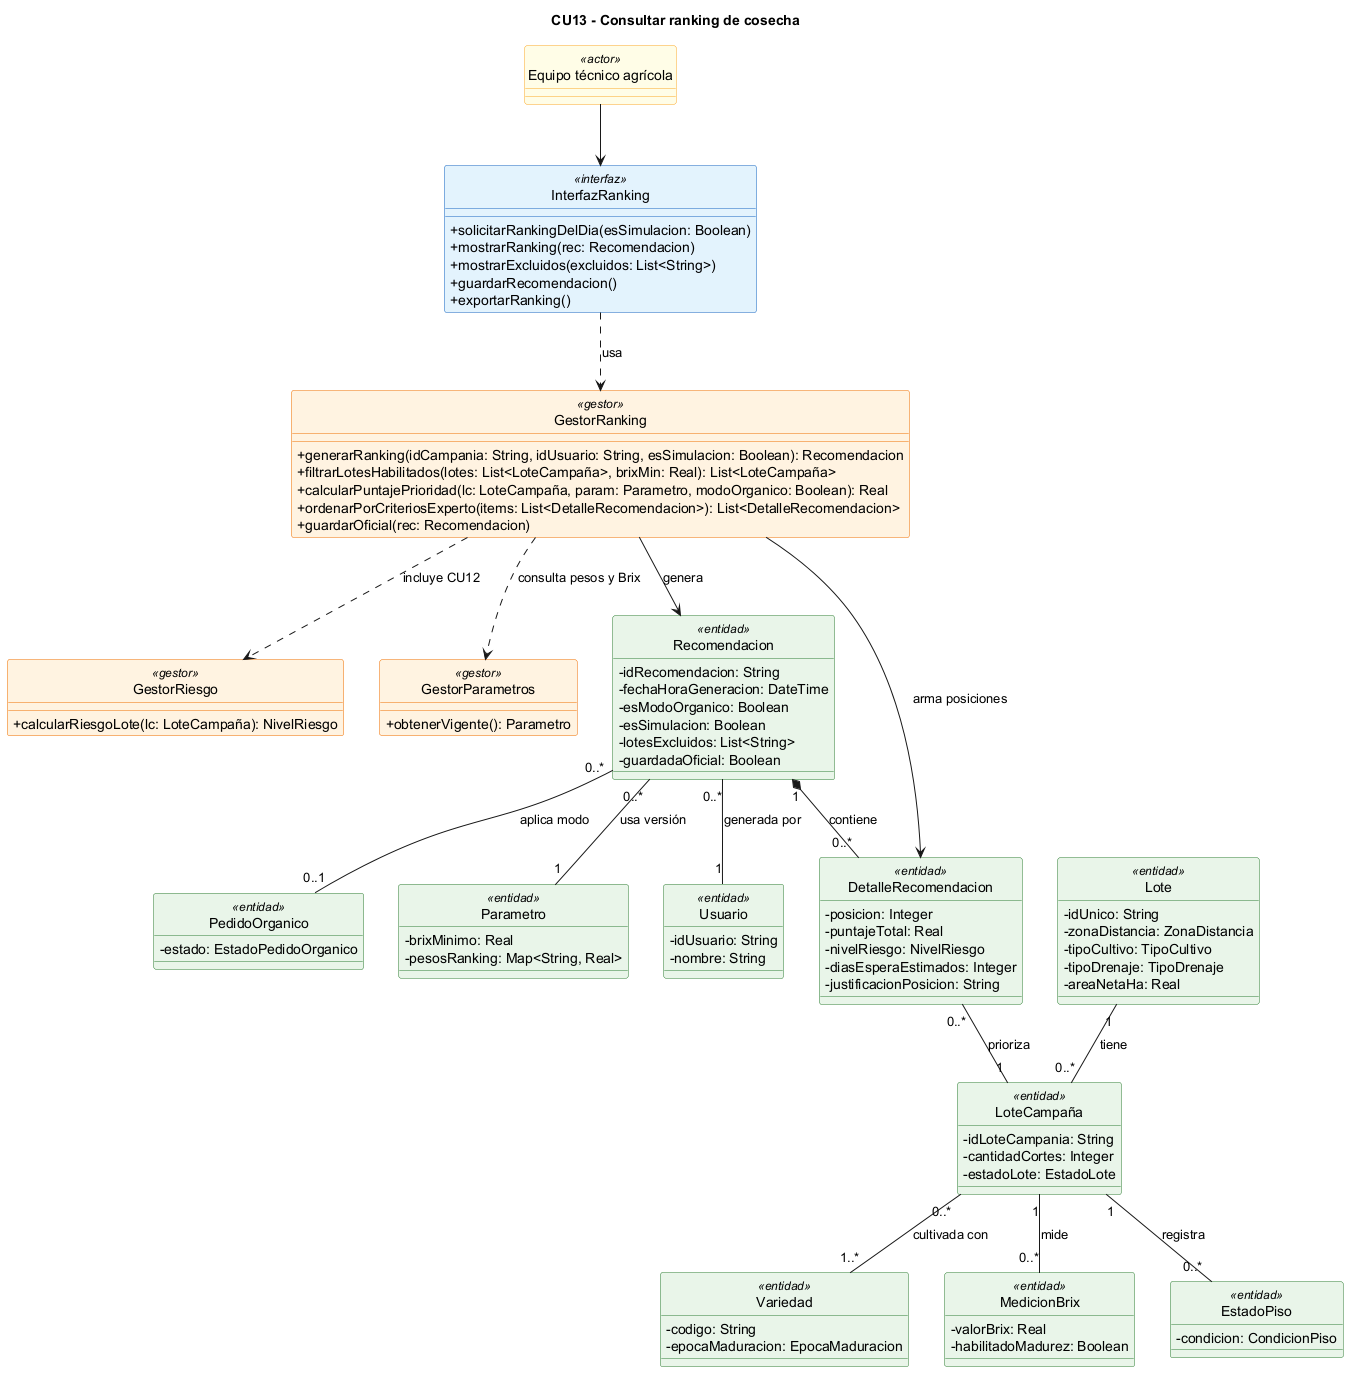 CU13 - Consultar ranking de cosecha
«actor»
Equipo técnico agrícola
«interfaz»
InterfazRanking
+solicitarRankingDelDia(esSimulacion: Boolean)
+mostrarRanking(rec: Recomendacion)
+mostrarExcluidos(excluidos: List<String>)
+guardarRecomendacion()
+exportarRanking()
usa
«gestor»
GestorRanking
+generarRanking(idCampania: String, idUsuario: String, esSimulacion: Boolean): Recomendacion
+filtrarLotesHabilitados(lotes: List<LoteCampaña>, brixMin: Real): List<LoteCampaña>
+calcularPuntajePrioridad(lc: LoteCampaña, param: Parametro, modoOrganico: Boolean): Real
+ordenarPorCriteriosExperto(items: List<DetalleRecomendacion>): List<DetalleRecomendacion>
+guardarOficial(rec: Recomendacion)
incluye CU12
consulta pesos y Brix
genera
arma posiciones
«gestor»
GestorRiesgo
+calcularRiesgoLote(lc: LoteCampaña): NivelRiesgo
«gestor»
GestorParametros
+obtenerVigente(): Parametro
«entidad»
Recomendacion
-idRecomendacion: String
-fechaHoraGeneracion: DateTime
-esModoOrganico: Boolean
-esSimulacion: Boolean
-lotesExcluidos: List<String>
-guardadaOficial: Boolean
0..*
0..*
0..*
1
aplica modo
usa versión
generada por
contiene
0..1
1
1
0..*
«entidad»
PedidoOrganico
-estado: EstadoPedidoOrganico
«entidad»
Parametro
-brixMinimo: Real
-pesosRanking: Map<String, Real>
«entidad»
Usuario
-idUsuario: String
-nombre: String
«entidad»
DetalleRecomendacion
-posicion: Integer
-puntajeTotal: Real
-nivelRiesgo: NivelRiesgo
-diasEsperaEstimados: Integer
-justificacionPosicion: String
«entidad»
Lote
-idUnico: String
-zonaDistancia: ZonaDistancia
-tipoCultivo: TipoCultivo
-tipoDrenaje: TipoDrenaje
-areaNetaHa: Real
0..*
1
prioriza
tiene
1
0..*
«entidad»
LoteCampaña
-idLoteCampania: String
-cantidadCortes: Integer
-estadoLote: EstadoLote
0..*
1
1
cultivada con
mide
registra
1..*
0..*
0..*
«entidad»
Variedad
-codigo: String
-epocaMaduracion: EpocaMaduracion
«entidad»
MedicionBrix
-valorBrix: Real
-habilitadoMadurez: Boolean
«entidad»
EstadoPiso
-condicion: CondicionPiso